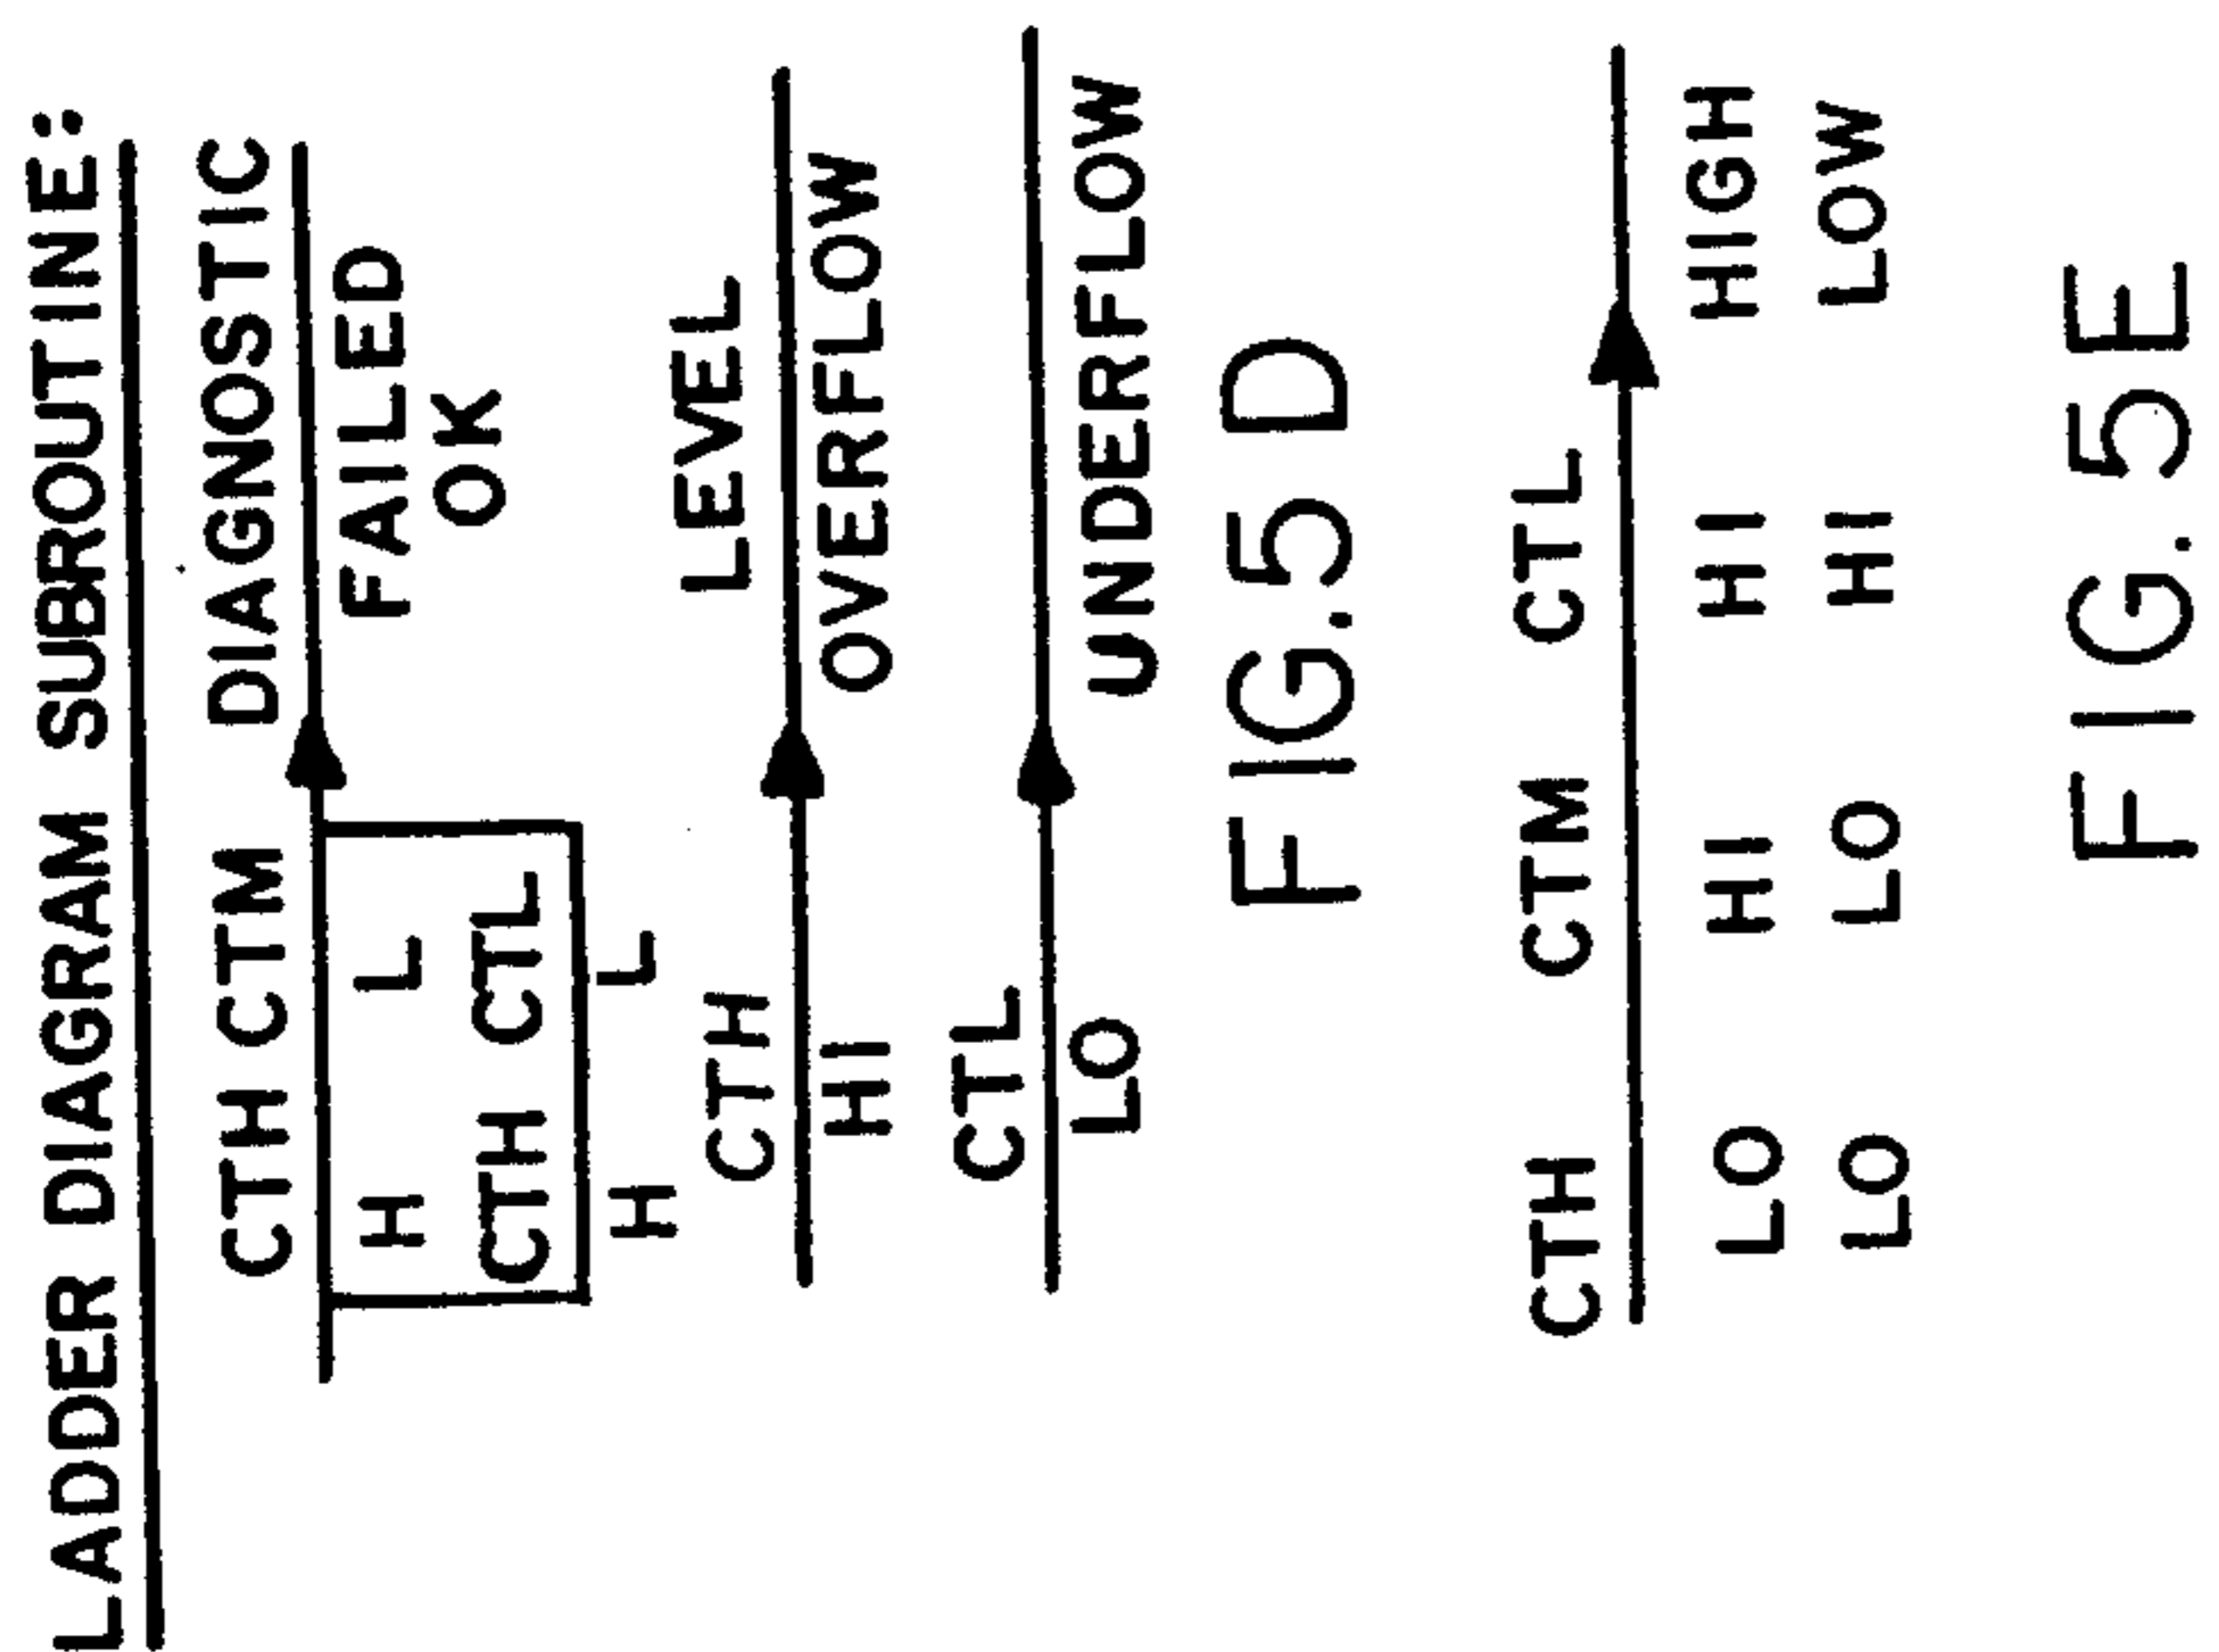 LADDER DIAGRAM SUBROUTINE:
CTH CTM DIAGNOSTIC
H L FAILED
OK
CTH CTL
H L
CTH LEVEL
HI OVERFLOW
CTL
LO UNDERFLOW
FIG. 5D
CTH CTM CTL
LO HI HI HIGH
LO LO HI LOW
FIG. 5E